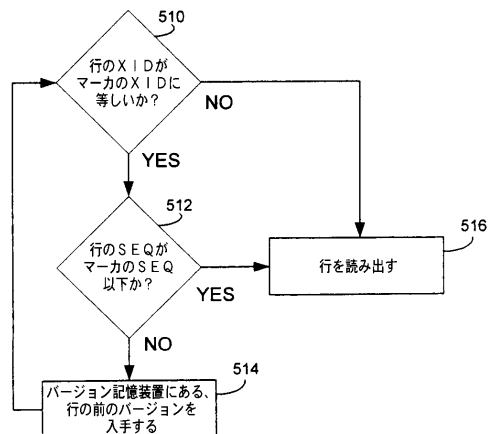 510
行のＸＩＤが
マーカのＸＩＤに
等しいか？
NO
YES
512
行のＳＥＱが
マーカのＳＥＱ
以下か？
YES
516
行を読み出す
NO
514
バージョン記憶装置にある、
行の前のバージョンを
入手する